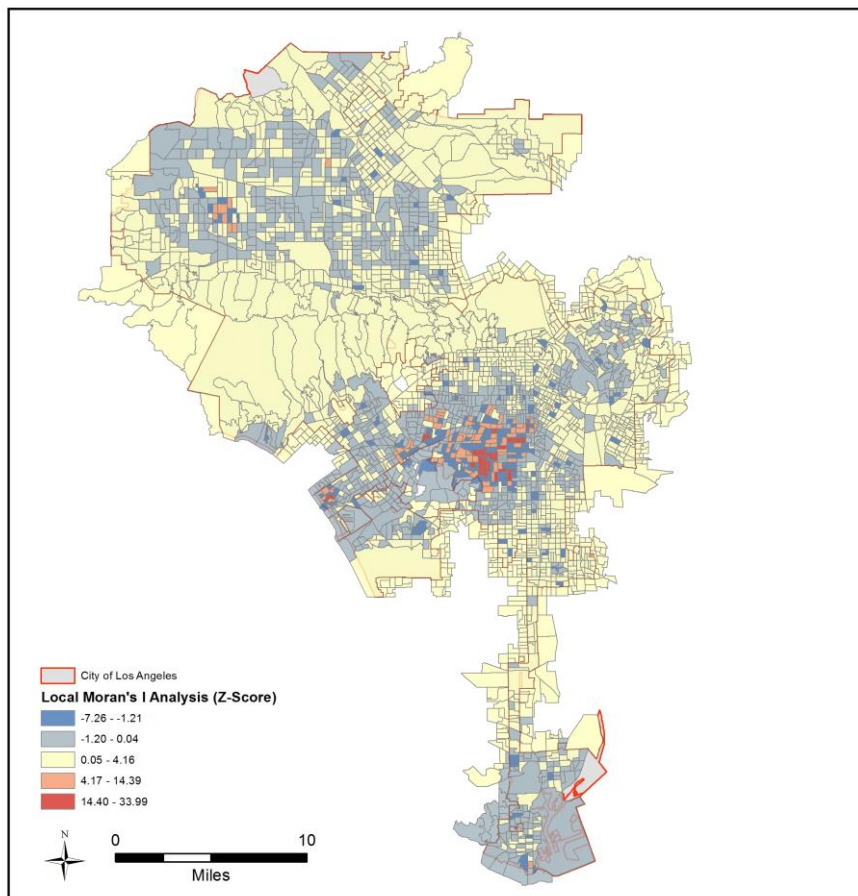 City of Los Angeles
Local Moran's I Analysis (Z-Score)
-7.26 - -1.21
-1.20 - 0.04
0.05 - 4.16
4.17 - 14.39
14.40 - 33.99
N
0 10
Miles